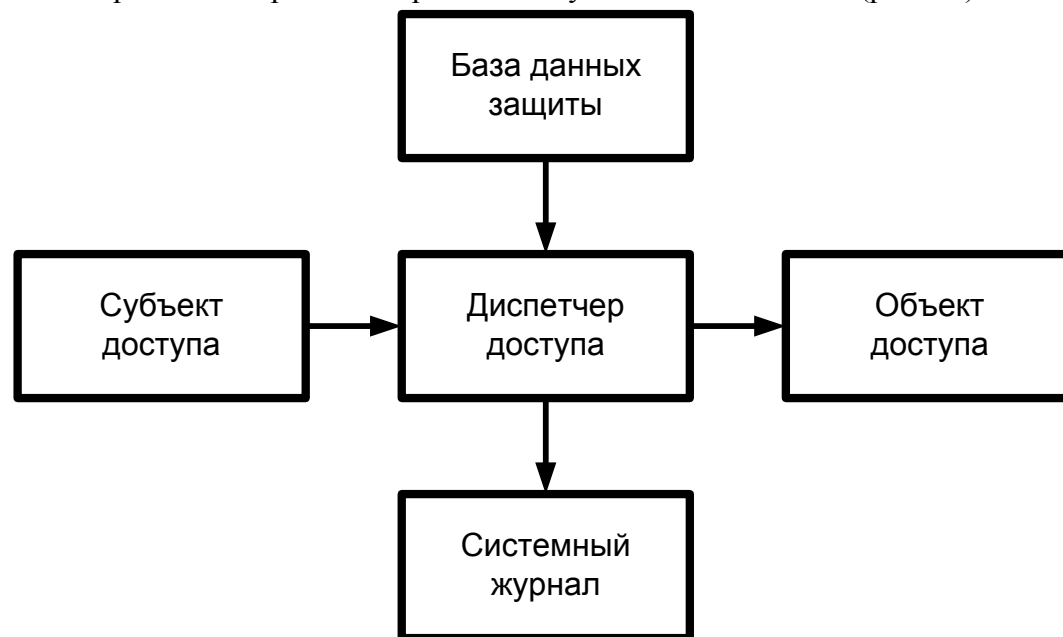 База данных
защиты
Субъект
доступа
Диспетчер
доступа
Объект
доступа
Системный
журнал